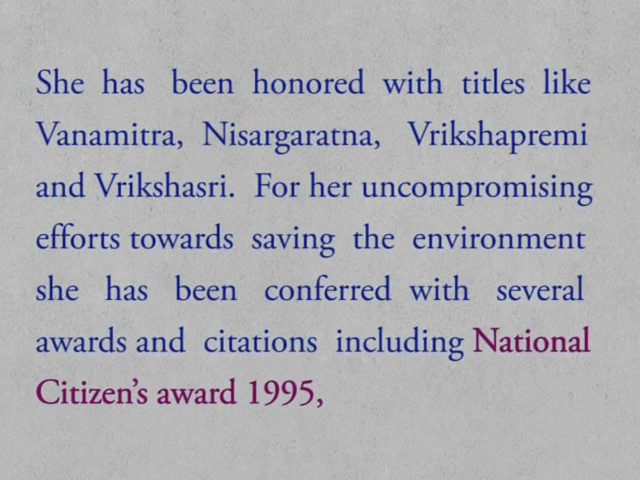 She has been honored with titles like
Vanamitra, Nisargaratna, Vrikshapremi
and Vrikshasri. For her uncompromising
efforts towards saving the environment
she has been conferred with several
awards and citations including National
Citizen’s award 1995,